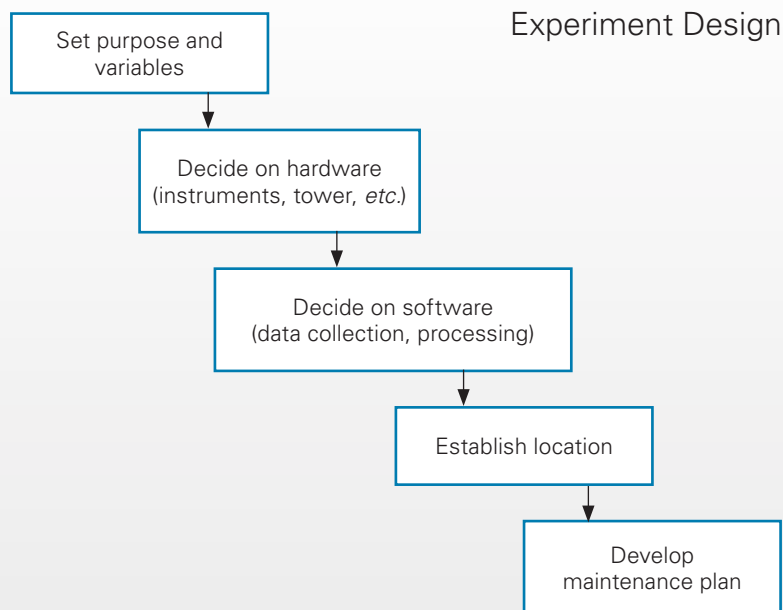 Experiment Design
Set purpose and
variables
Decide on hardware
(instruments, tower, etc.)
Decide on software
(data collection, processing)
Establish location
Develop
maintenance plan